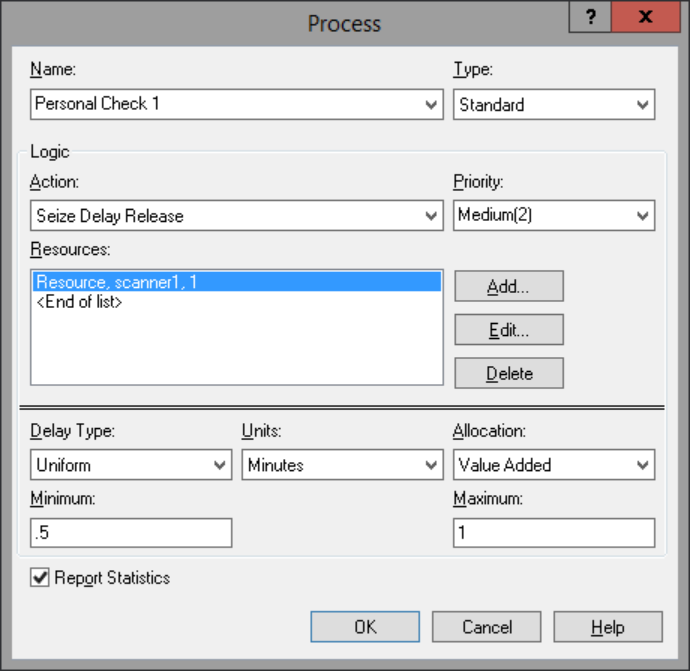 Process
?
x
Name:
Type:
Personal Check 1
Standard
Logic
Action:
Priority:
Seize Delay Release
Medium(2)
Resources:
Resource, scanner1, 1
<End of list>
Add...
Edit...
Delete
Delay Type:
Units:
Allocation:
Uniform
Minutes
Value Added
Minimum:
Maximum:
.5
1
Report Statistics
OK
Cancel
Help